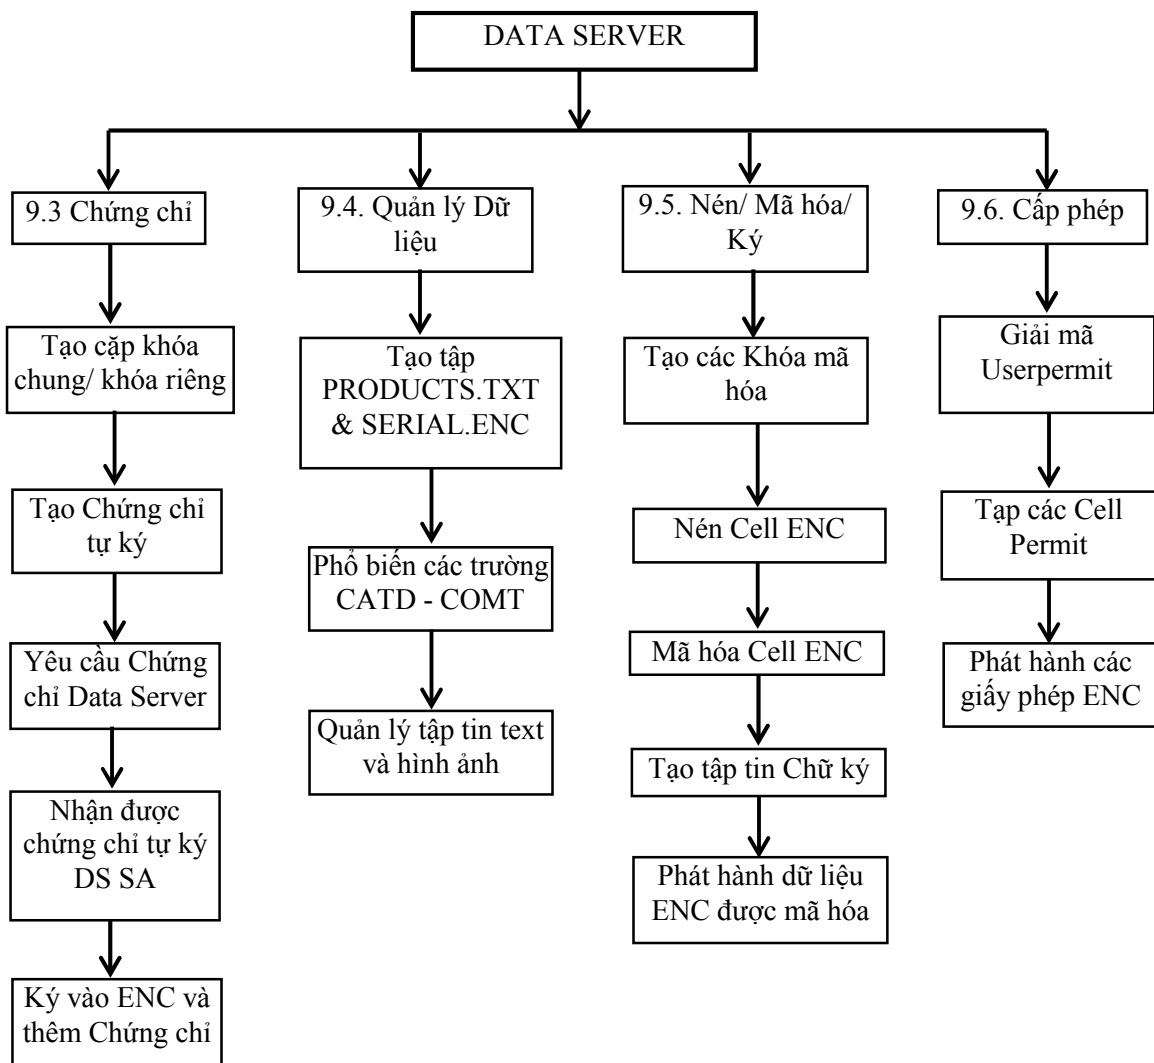 DATA SERVER
9.3 Chứng chỉ
Tạo cặp khóa
chung/ khóa riêng
Tạo Chứng chỉ
tự ký
Yêu cầu Chứng
chỉ Data Server
Nhận được
chứng chỉ tự ký
DS SA
Ký vào ENC và
thêm Chứng chỉ
9.4. Quản lý Dữ
liệu
Tạo tập
PRODUCTS.TXT
& SERIAL.ENC
Phổ biến các trường
CATD - COMT
Quản lý tập tin text
và hình ảnh
9.5. Nén/ Mã hóa/
Ký
Tạo các Khóa mã
hóa
Nén Cell ENC
Mã hóa Cell ENC
Tạo tập tin Chữ ký
Phát hành dữ liệu
ENC được mã hóa
9.6. Cấp phép
Giải mã
Userpermit
Tạp các Cell
Permit
Phát hành các
giấy phép ENC